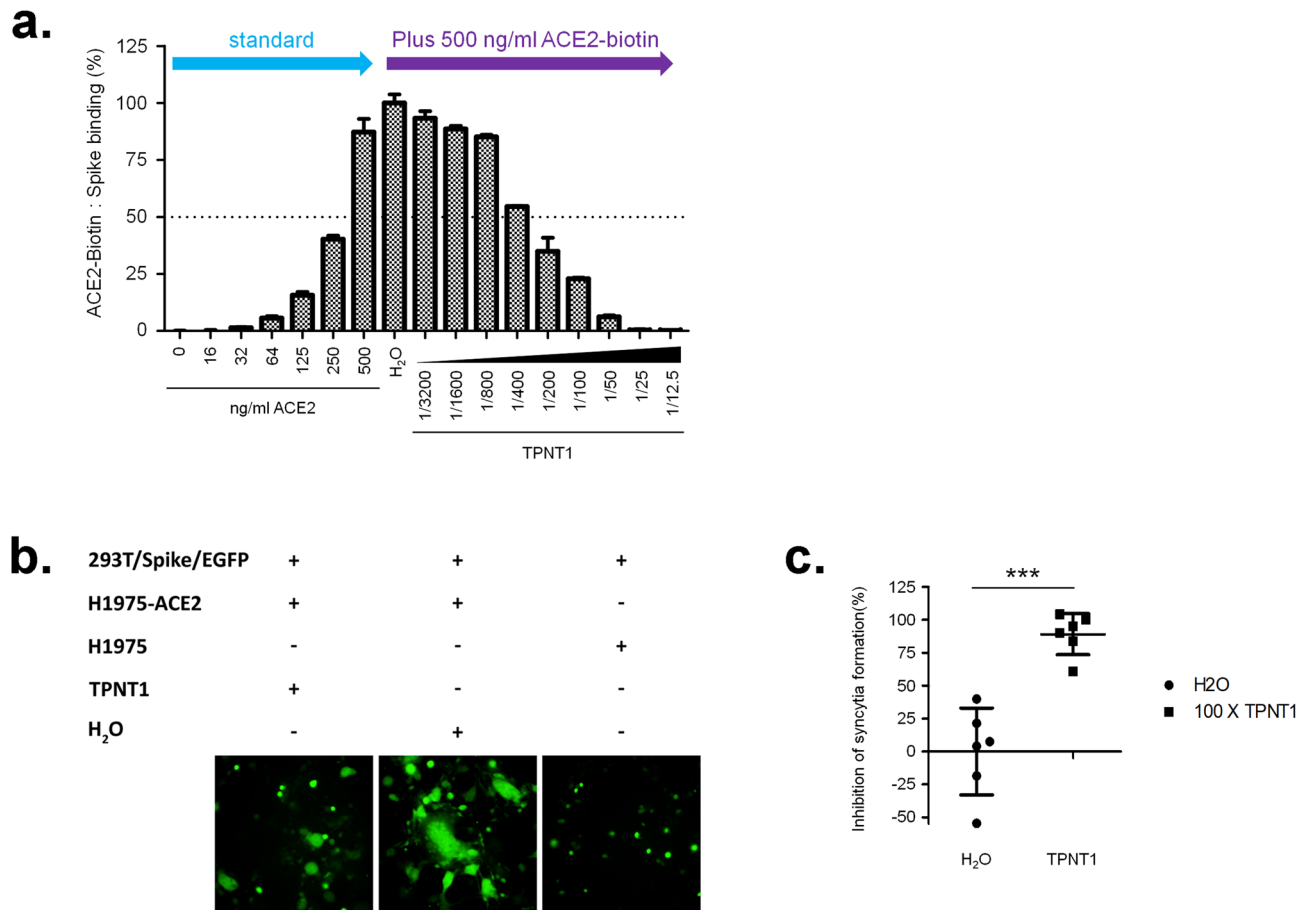 a.
standard
Plus 500 ng/ml ACE2-biotin
ACE2-Biotin : Spike binding (%)
125
100
75
50
25
0
0 16 32 64 125 250 500 H₂O 1/3200 1/1600 1/800 1/400 1/200 1/100 1/50 1/25 1/12.5
ng/ml ACE2
TPNT1
b.
293T/Spike/EGFP + + +
H1975-ACE2 + + -
H1975 - - +
TPNT1 + - -
H₂O - + -
c.
***
Inhibition of syncytia formation(%)
125
100
75
50
25
0
-25
-50
H₂O TPNT1
H2O
100 X TPNT1